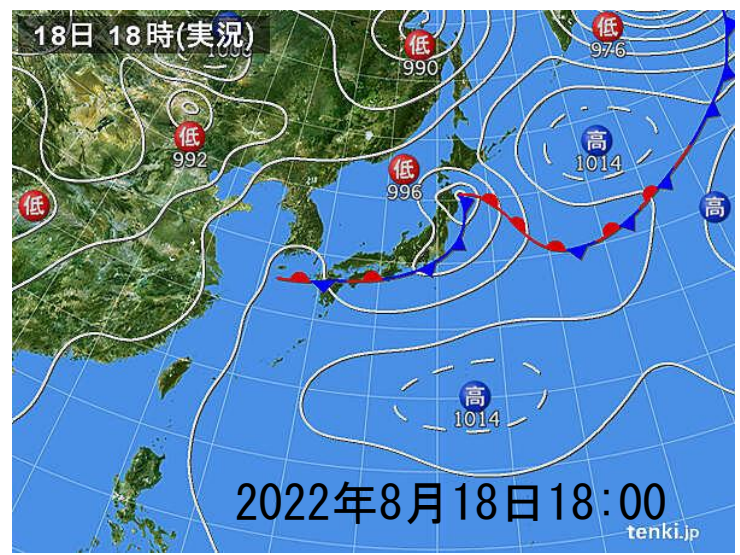 18日 18時(実況)
低
976
低
990
1006
高
1014
低
992
低
996
低
高
高
1014
2022年8月18日18:00
tenki.jp